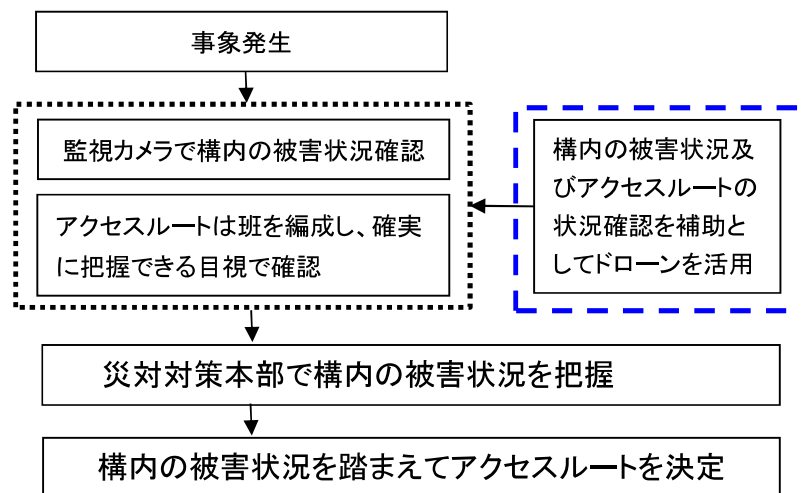 事象発生
監視カメラで構内の被害状況確認
アクセスルートは班を編成し、確実
に把握できる目視で確認
構内の被害状況及
びアクセスルートの
状況確認を補助と
してドローンを活用
災対対策本部で構内の被害状況を把握
構内の被害状況を踏まえてアクセスルートを決定